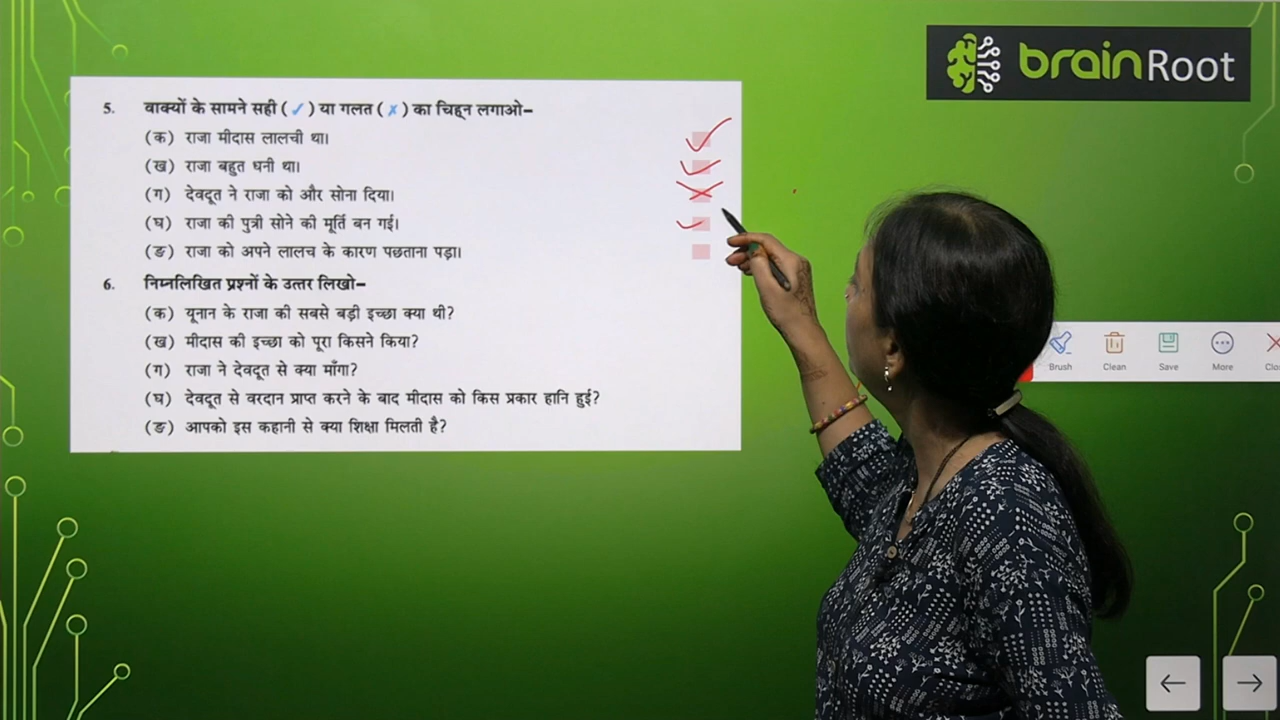 brainRoot
5. वाक्यों के सामने सही (✓) या गलत (✗) का चिह्न लगाओ–
(क) राजा मीदास लालची था।
(ख) राजा बहुत धनी था।
(ग) देवदूत ने राजा को और सोना दिया।
(घ) राजा की पुत्री सोने की मूर्ति बन गई।
(ङ) राजा को अपने लालच के कारण पछताना पड़ा।
6. निम्नलिखित प्रश्नों के उत्तर लिखो–
(क) यूनान के राजा की सबसे बड़ी इच्छा क्या थी?
(ख) मीदास की इच्छा को पूरा किसने किया?
(ग) राजा ने देवदूत से क्या माँगा?
(घ) देवदूत से वरदान प्राप्त करने के बाद मीदास को किस प्रकार हानि हुई?
(ङ) आपको इस कहानी से क्या शिक्षा मिलती है?
Brush Clean Save More Clo